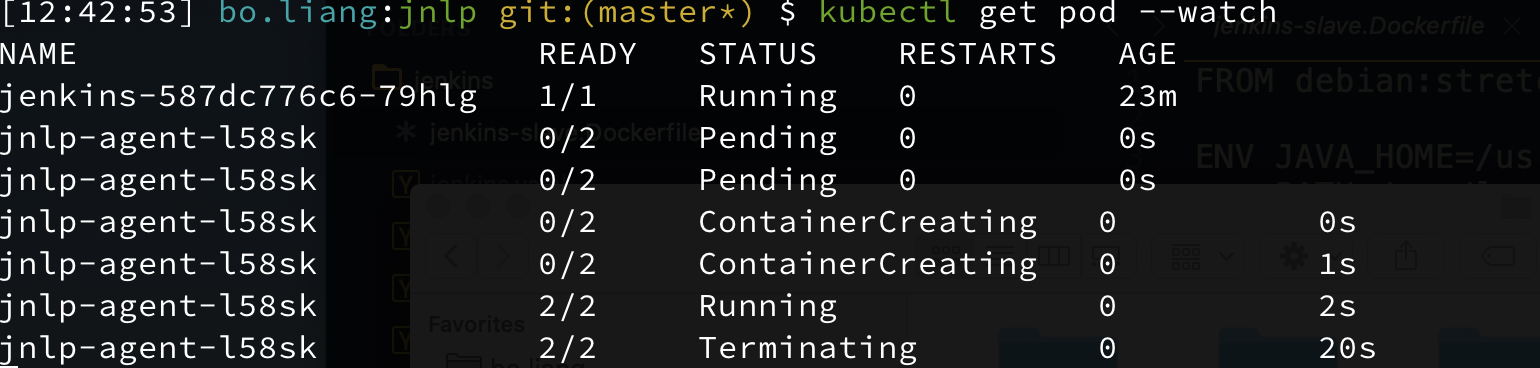 [12:42:53] bo.liang:jnlp git:(master*) $ kubectl get pod --watch
jenkins-slave.Dockerfile
NAME READY STATUS RESTARTS AGE
jenkins
FROM debian:stret
jenkins-587dc776c6-79hlg 1/1 Running 0 23m
jenkins-slave.Dockerfile
jnlp-agent-l58sk 0/2 Pending 0 0s
ENV JAVA_HOME=/us
jnlp-agent-l58sk 0/2 Pending 0 0s
jnlp-agent-l58sk 0/2 ContainerCreating 0 0s
jnlp-agent-l58sk 0/2 ContainerCreating 0 1s
jnlp-agent-l58sk 2/2 Running 0 2s
Favorites
jnlp-agent-l58sk 2/2 Terminating 0 20s
bo.liang